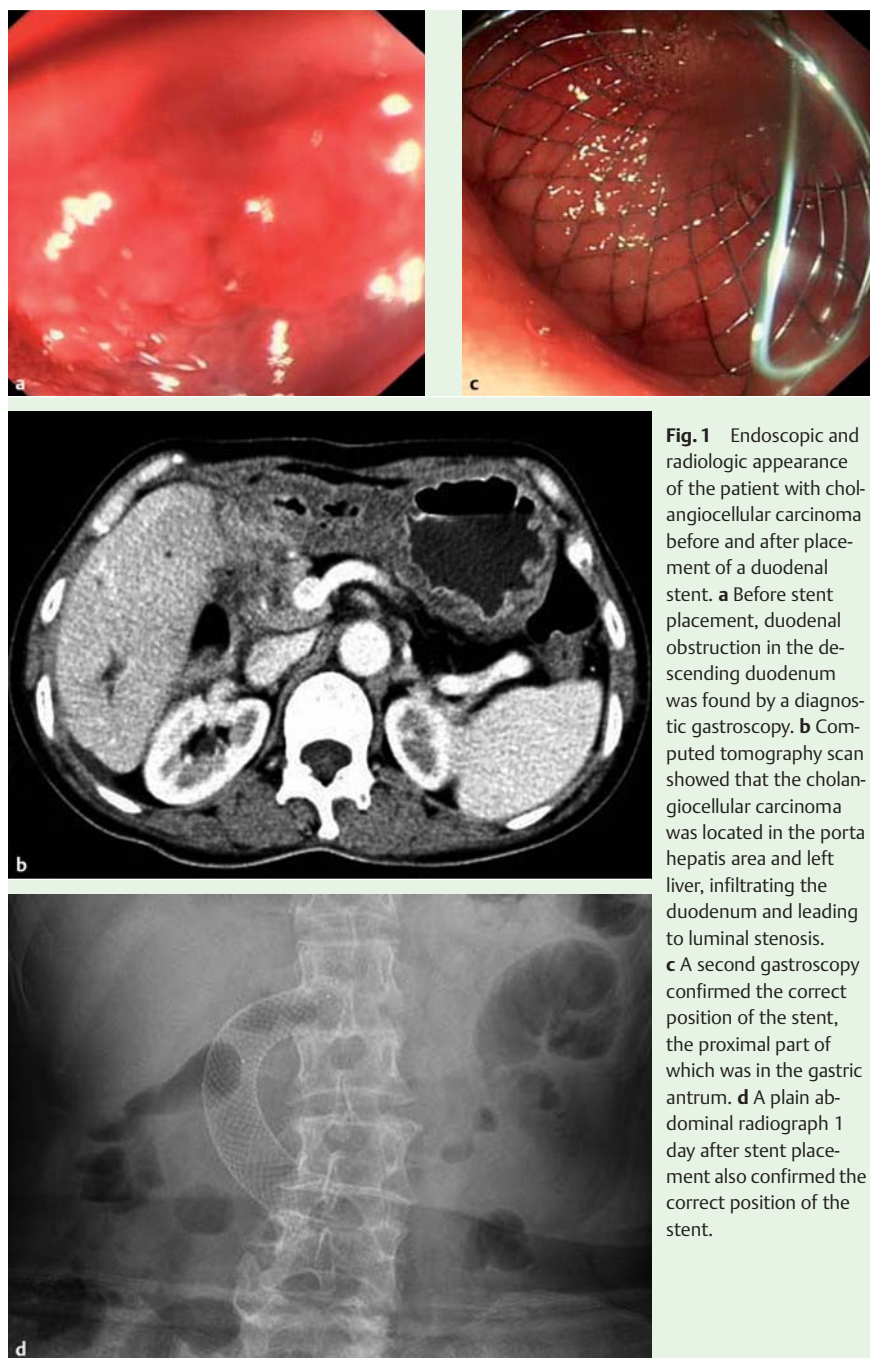 a
c
b
d
Fig. 1 Endoscopic and
radiologic appearance
of the patient with chol-
angiocellular carcinoma
before and after place-
ment of a duodenal
stent. a Before stent
placement, duodenal
obstruction in the de-
scending duodenum
was found by a diagnos-
tic gastroscopy. b Com-
puted tomography scan
showed that the cholan-
giocellular carcinoma
was located in the porta
hepatis area and left
liver, infiltrating the
duodenum and leading
to luminal stenosis.
c A second gastroscopy
confirmed the correct
position of the stent,
the proximal part of
which was in the gastric
antrum. d A plain ab-
dominal radiograph 1
day after stent place-
ment also confirmed the
correct position of the
stent.